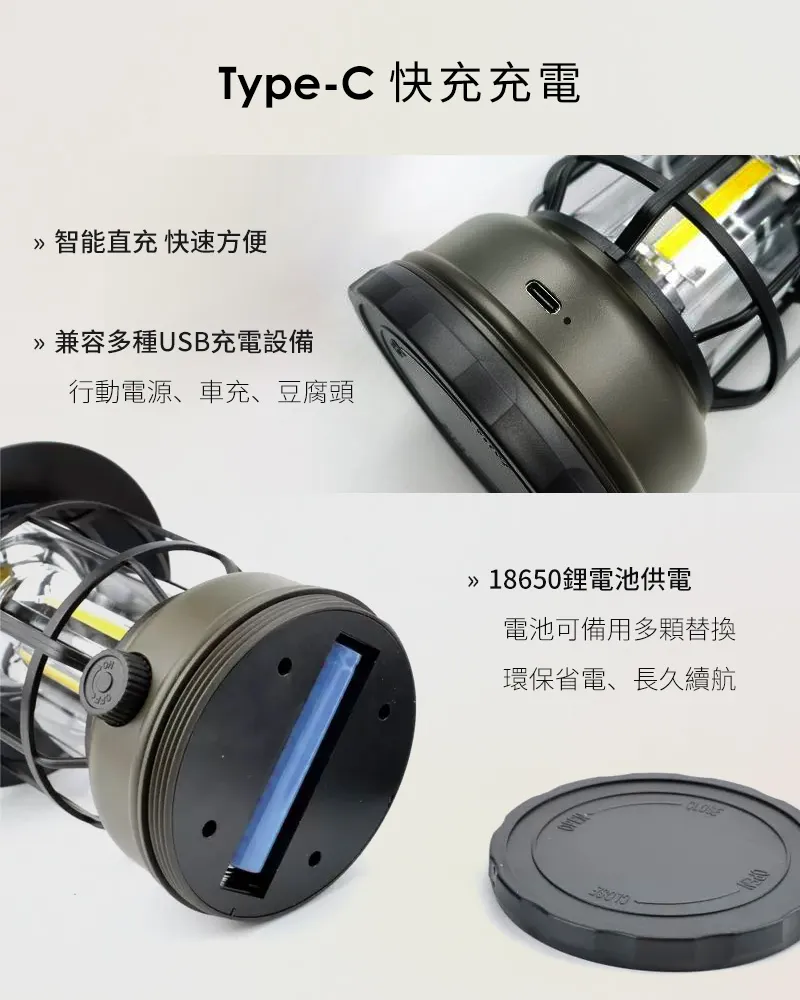 Type-C 快充充電
» 智能直充 快速方便
» 兼容多種USB充電設備
行動電源、車充、豆腐頭
» 18650鋰電池供電
電池可備用多顆替換
環保省電、長久續航
ON
OFF
OPEN
CLOSE
CLOSE
OPEN